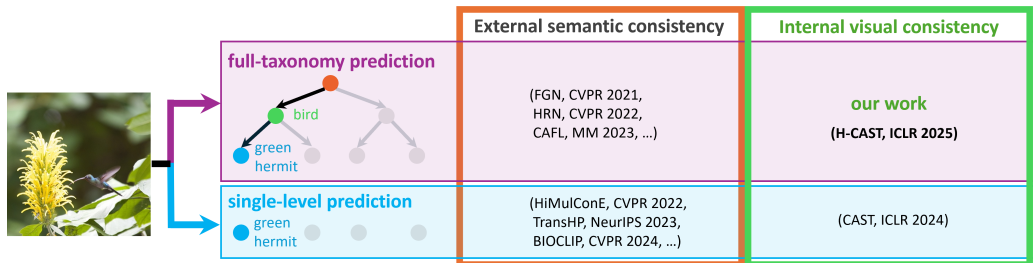 External semantic consistency
Internal visual consistency
full-taxonomy prediction
bird
green
hermit
(FGN, CVPR 2021,
HRN, CVPR 2022,
CAFL, MM 2023, ...)
our work
(H-CAST, ICLR 2025)
single-level prediction
green
hermit
(HiMulConE, CVPR 2022,
TransHP, NeurIPS 2023,
BIOCLIP, CVPR 2024, ...)
(CAST, ICLR 2024)